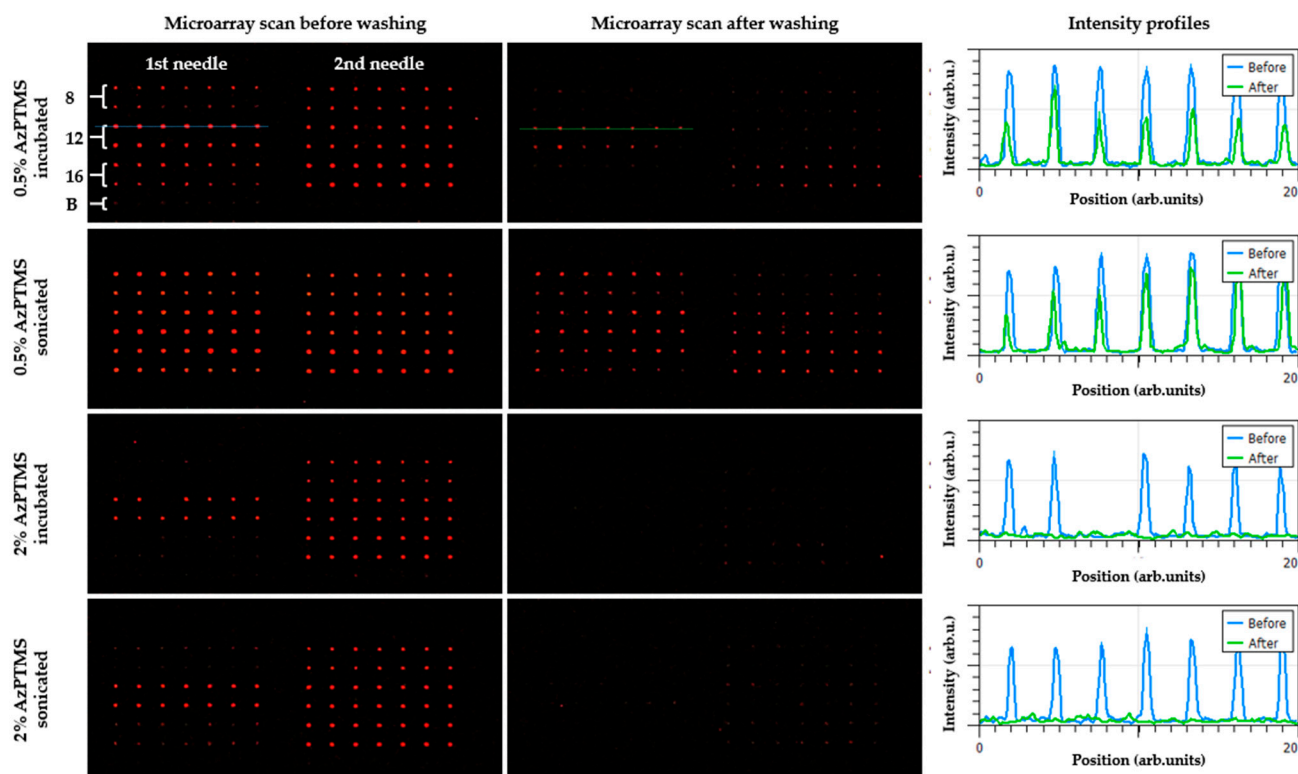 Microarray scan before washing
Microarray scan after washing
Intensity profiles
0.5% AzPTMS
incubated
8
12
16
B
1st needle
2nd needle
Intensity (arb.u.)
Before
After
0
20
Position (arb.units)
0.5% AzPTMS
sonicated
Intensity (arb.u.)
Before
After
0
20
Position (arb.units)
2% AzPTMS
incubated
Intensity (arb.u.)
Before
After
0
20
Position (arb.units)
2% AzPTMS
sonicated
Intensity (arb.u.)
Before
After
0
20
Position (arb.units)